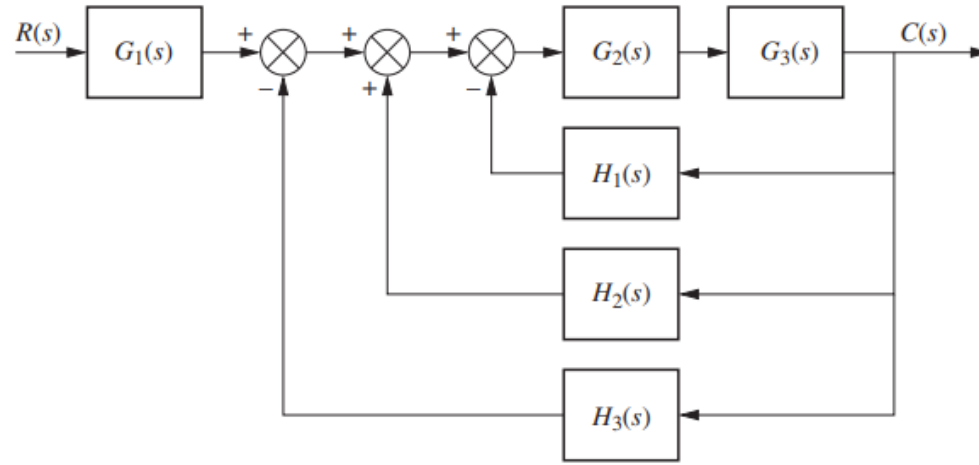 R(s) G₁(s) + − + + + − G₂(s) G₃(s) C(s)
H₁(s)
H₂(s)
H₃(s)